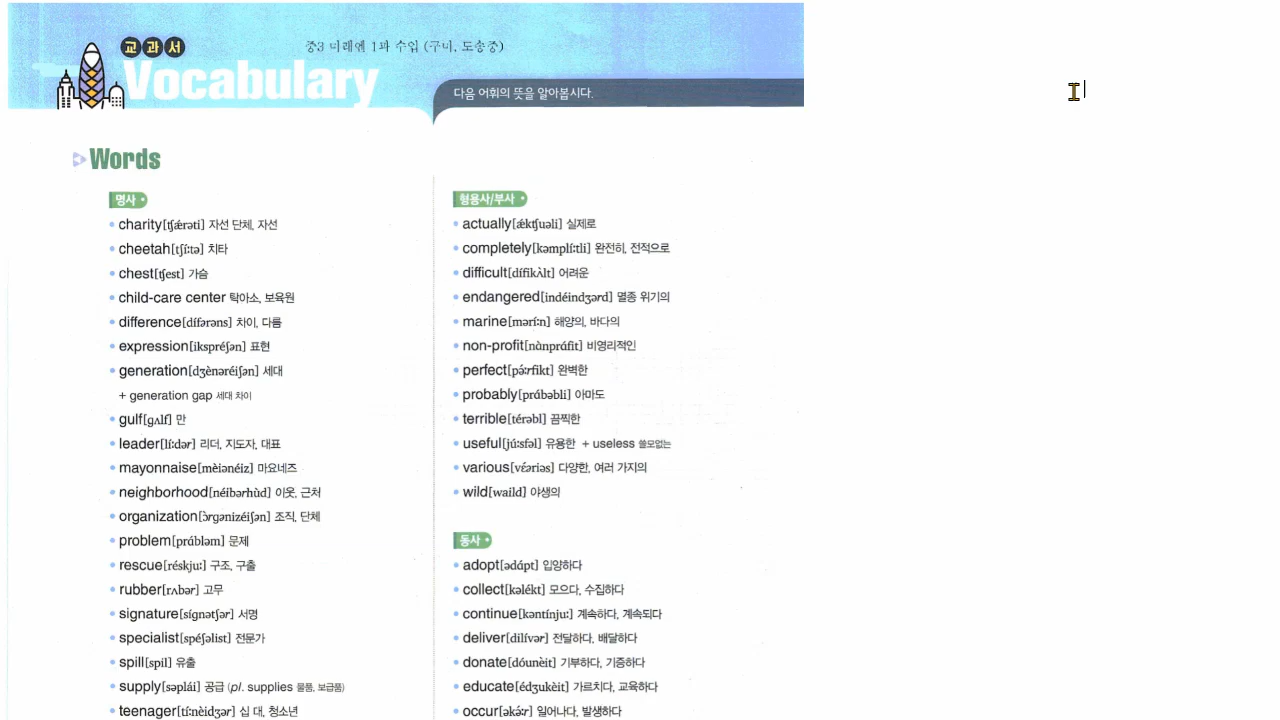 교과서
중3 미래엔 1과 수업 (구미, 도송중)
Vocabulary
다음 어휘의 뜻을 알아봅시다.
Words
명사
charity[ʧǽrəti] 자선 단체, 자선
cheetah[tʃíːtə] 치타
chest[ʧest] 가슴
child-care center 탁아소, 보육원
difference[dífərəns] 차이, 다름
expression[ikspréʃən] 표현
generation[dʒènəréiʃən] 세대
+ generation gap 세대 차이
gulf[gʌlf] 만
leader[líːdər] 리더, 지도자, 대표
mayonnaise[mèiənéiz] 마요네즈
neighborhood[néibərhùd] 이웃, 근처
organization[ɔ̀rgənizéiʃən] 조직, 단체
problem[prábləm] 문제
rescue[réskjuː] 구조, 구출
rubber[rʌbər] 고무
signature[sígnətʃər] 서명
specialist[spéʃəlist] 전문가
spill[spil] 유출
supply[səplái] 공급 (pl. supplies 물품, 보급품)
teenager[tíːnèidʒər] 십 대, 청소년
형용사/부사
actually[ǽkʧuəli] 실제로
completely[kəmplíːtli] 완전히, 전적으로
difficult[dífikʌ̀lt] 어려운
endangered[indéindʒərd] 멸종 위기의
marine[məríːn] 해양의, 바다의
non-profit[nànpráfit] 비영리적인
perfect[pə́ːrfikt] 완벽한
probably[prábəbli] 아마도
terrible[térəbl] 끔찍한
useful[júːsfəl] 유용한 + useless 쓸모없는
various[vɛ́əriəs] 다양한, 여러 가지의
wild[waild] 야생의
동사
adopt[ədápt] 입양하다
collect[kəlékt] 모으다, 수집하다
continue[kəntínjuː] 계속하다, 계속되다
deliver[dilívər] 전달하다, 배달하다
donate[dóunèit] 기부하다, 기증하다
educate[édʒukèit] 가르치다, 교육하다
occur[əkə́ːr] 일어나다, 발생하다